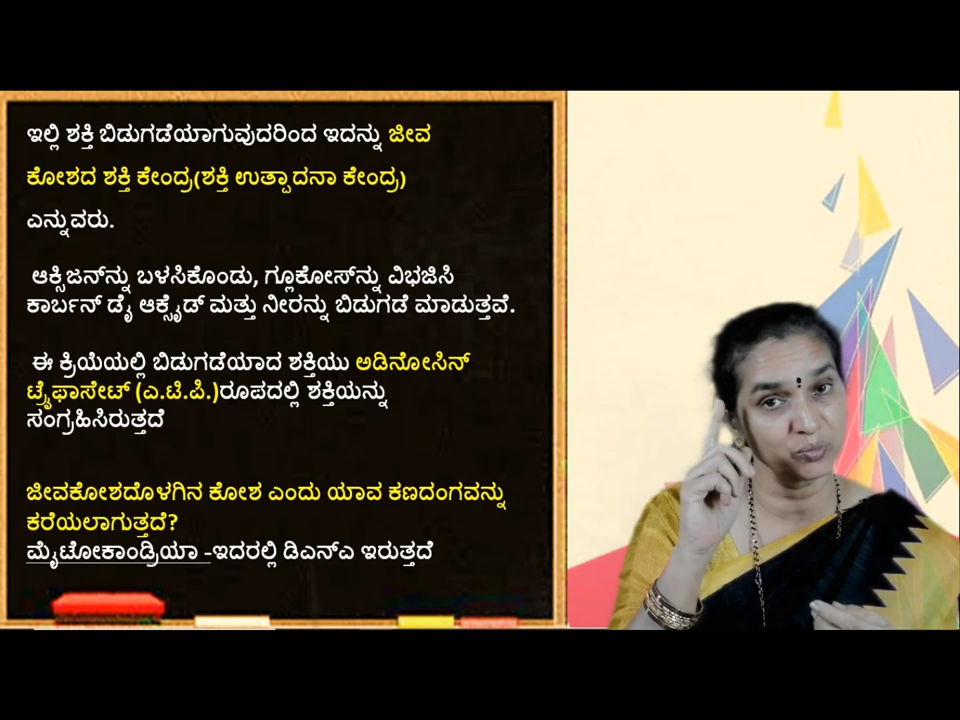 ಇಲ್ಲಿ ಶಕ್ತಿ ಬಿಡುಗಡೆಯಾಗುವುದರಿಂದ ಇದನ್ನು ಜೀವ
ಕೋಶದ ಶಕ್ತಿ ಕೇಂದ್ರ(ಶಕ್ತಿ ಉತ್ಪಾದನಾ ಕೇಂದ್ರ)
ಎನ್ನುವರು.
ಆಕ್ಸಿಜನ್‌ನ್ನು ಬಳಸಿಕೊಂಡು, ಗ್ಲೂಕೋಸ್‌ನ್ನು ವಿಭಜಿಸಿ
ಕಾರ್ಬನ್ ಡೈ ಆಕ್ಸೈಡ್ ಮತ್ತು ನೀರನ್ನು ಬಿಡುಗಡೆ ಮಾಡುತ್ತವೆ.
ಈ ಕ್ರಿಯೆಯಲ್ಲಿ ಬಿಡುಗಡೆಯಾದ ಶಕ್ತಿಯು ಅಡಿನೋಸಿನ್
ಟ್ರೈಫಾಸೇಟ್ (ಎ.ಟಿ.ಪಿ.)ರೂಪದಲ್ಲಿ ಶಕ್ತಿಯನ್ನು
ಸಂಗ್ರಹಿಸಿರುತ್ತದೆ
ಜೀವಕೋಶದೊಳಗಿನ ಕೋಶ ಎಂದು ಯಾವ ಕಣದಂಗವನ್ನು
ಕರೆಯಲಾಗುತ್ತದೆ?
ಮೈಟೋಕಾಂಡ್ರಿಯಾ -ಇದರಲ್ಲಿ ಡಿಎನ್ಎ ಇರುತ್ತದೆ